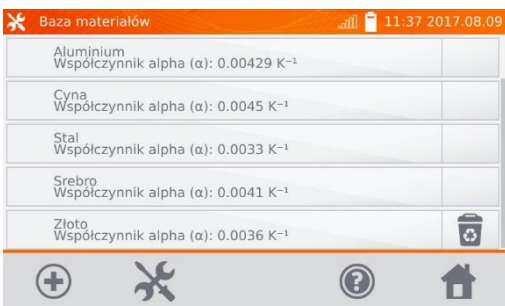 Baza materiałów 11:37 2017.08.09
Aluminium
Współczynnik alpha (α): 0.00429 K⁻¹
Cyna
Współczynnik alpha (α): 0.0045 K⁻¹
Stal
Współczynnik alpha (α): 0.0033 K⁻¹
Srebro
Współczynnik alpha (α): 0.0041 K⁻¹
Złoto
Współczynnik alpha (α): 0.0036 K⁻¹